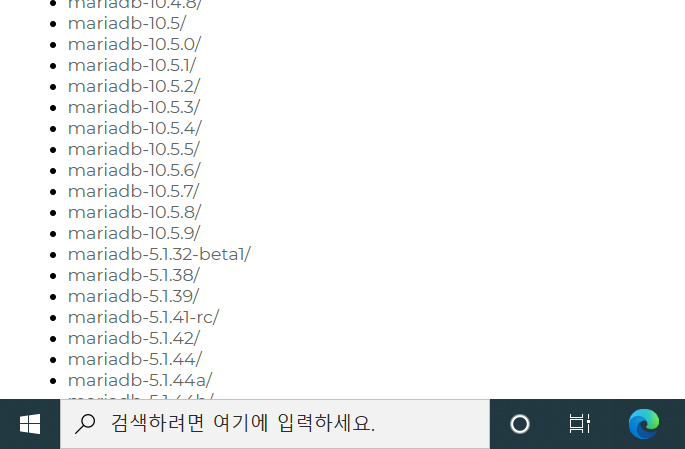 mariadb-10.4.8/
mariadb-10.5/
mariadb-10.5.0/
mariadb-10.5.1/
mariadb-10.5.2/
mariadb-10.5.3/
mariadb-10.5.4/
mariadb-10.5.5/
mariadb-10.5.6/
mariadb-10.5.7/
mariadb-10.5.8/
mariadb-10.5.9/
mariadb-5.1.32-beta1/
mariadb-5.1.38/
mariadb-5.1.39/
mariadb-5.1.41-rc/
mariadb-5.1.42/
mariadb-5.1.44/
mariadb-5.1.44a/
mariadb-5.1.44b/
검색하려면 여기에 입력하세요.